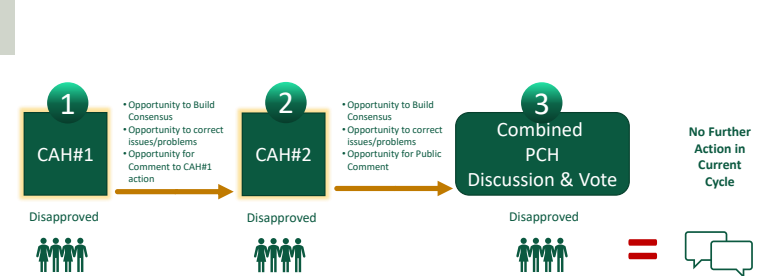 1
CAH#1
Disapproved
• Opportunity to Build
Consensus
• Opportunity to correct
issues/problems
• Opportunity for
Comment to CAH#1
action
2
CAH#2
Disapproved
• Opportunity to Build
Consensus
• Opportunity to correct
issues/problems
• Opportunity for Public
Comment
3
Combined
PCH
Discussion & Vote
Disapproved
=
No Further
Action in
Current
Cycle